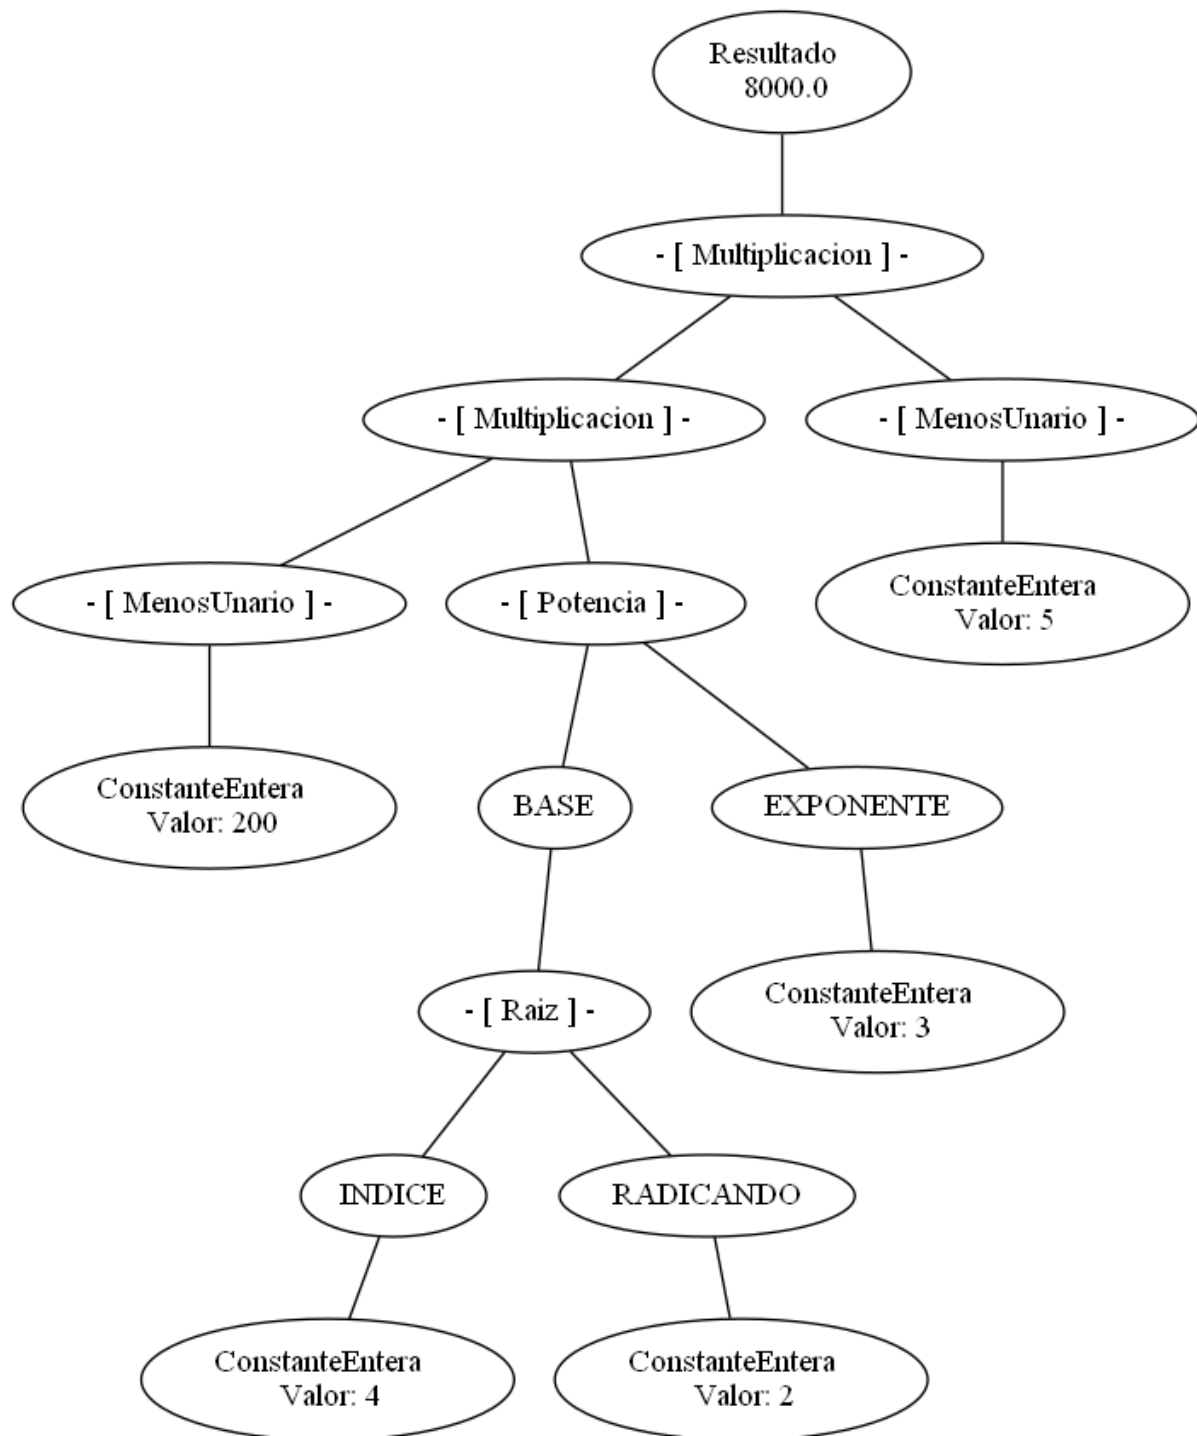 Resultado
8000.0
- [ Multiplicacion ] -
- [ Multiplicacion ] -
- [ MenosUnario ] -
- [ MenosUnario ] -
- [ Potencia ] -
ConstanteEntera
Valor: 5
ConstanteEntera
Valor: 200
BASE
EXPONENTE
- [ Raiz ] -
ConstanteEntera
Valor: 3
INDICE
RADICANDO
ConstanteEntera
Valor: 4
ConstanteEntera
Valor: 2